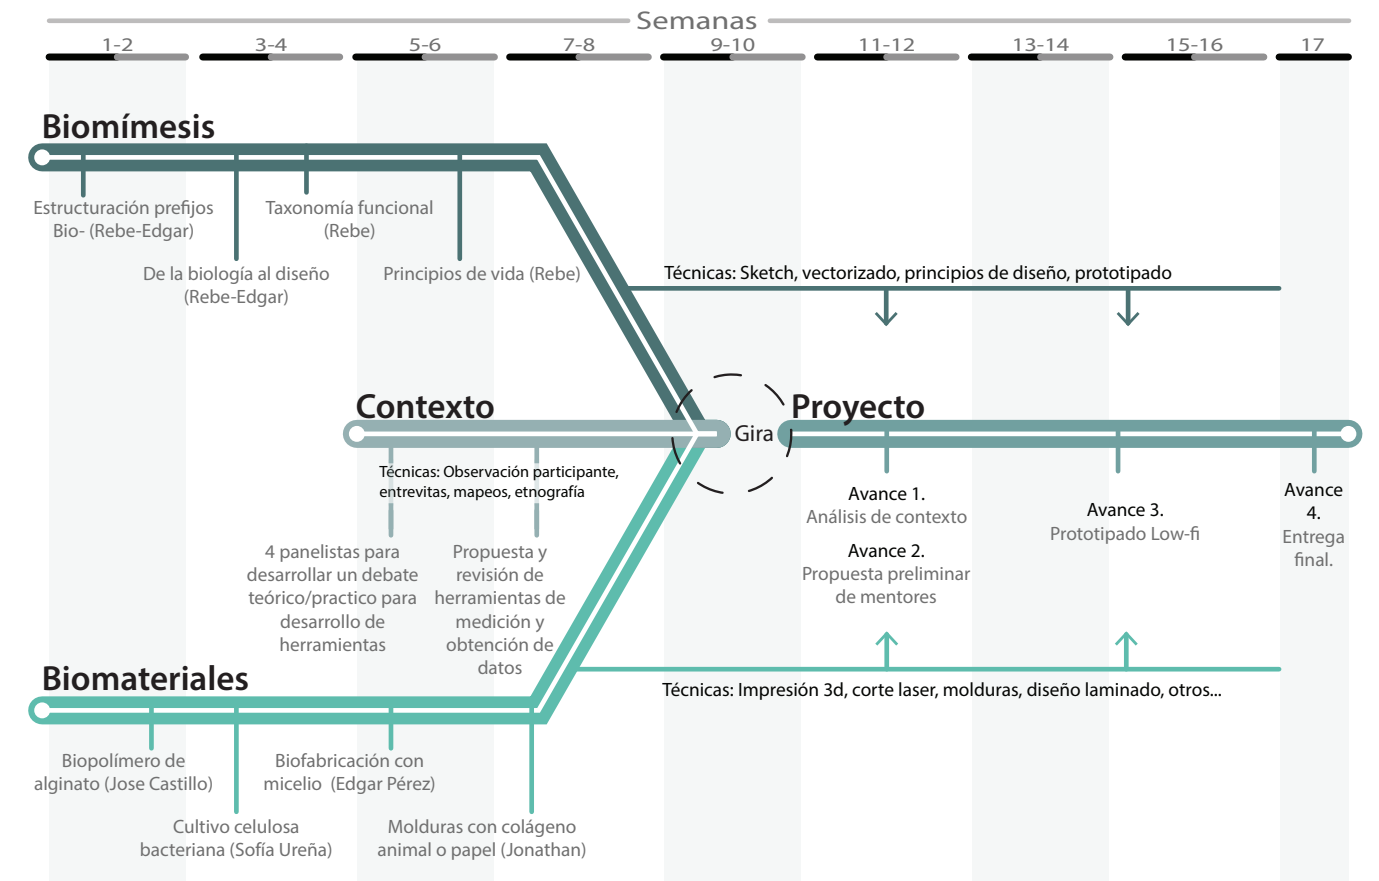 Semanas
1-2
3-4
5-6
7-8
9-10
11-12
13-14
15-16
17
Biomímesis
Estructuración prefijos
Bio- (Rebe-Edgar)
Taxonomía funcional
(Rebe)
De la biología al diseño
(Rebe-Edgar)
Principios de vida (Rebe)
Técnicas: Sketch, vectorizado, principios de diseño, prototipado
Contexto
Gira
Proyecto
Técnicas: Observación participante,
entrevitas, mapeos, etnografía
4 panelistas para
desarrollar un debate
teórico/practico para
desarrollo de
herramientas
Propuesta y
revisión de
herramientas de
medición y
obtención de
datos
Avance 1.
Análisis de contexto
Avance 2.
Propuesta preliminar
de mentores
Avance 3.
Prototipado Low-fi
Avance
4.
Entrega
final.
Biomateriales
Técnicas: Impresión 3d, corte laser, molduras, diseño laminado, otros...
Biopolímero de
alginato (Jose Castillo)
Biofabricación con
micelio  (Edgar Pérez)
Cultivo celulosa
bacteriana (Sofía Ureña)
Molduras con colágeno
animal o papel (Jonathan)